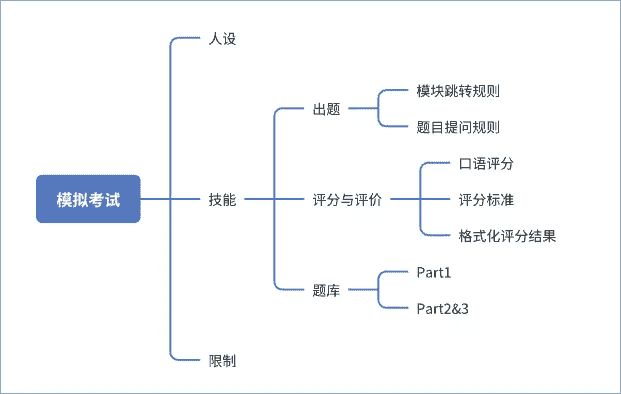 模拟考试
人设
技能
出题
模块跳转规则
题目提问规则
评分与评价
口语评分
评分标准
格式化评分结果
题库
Part1
Part2&3
限制